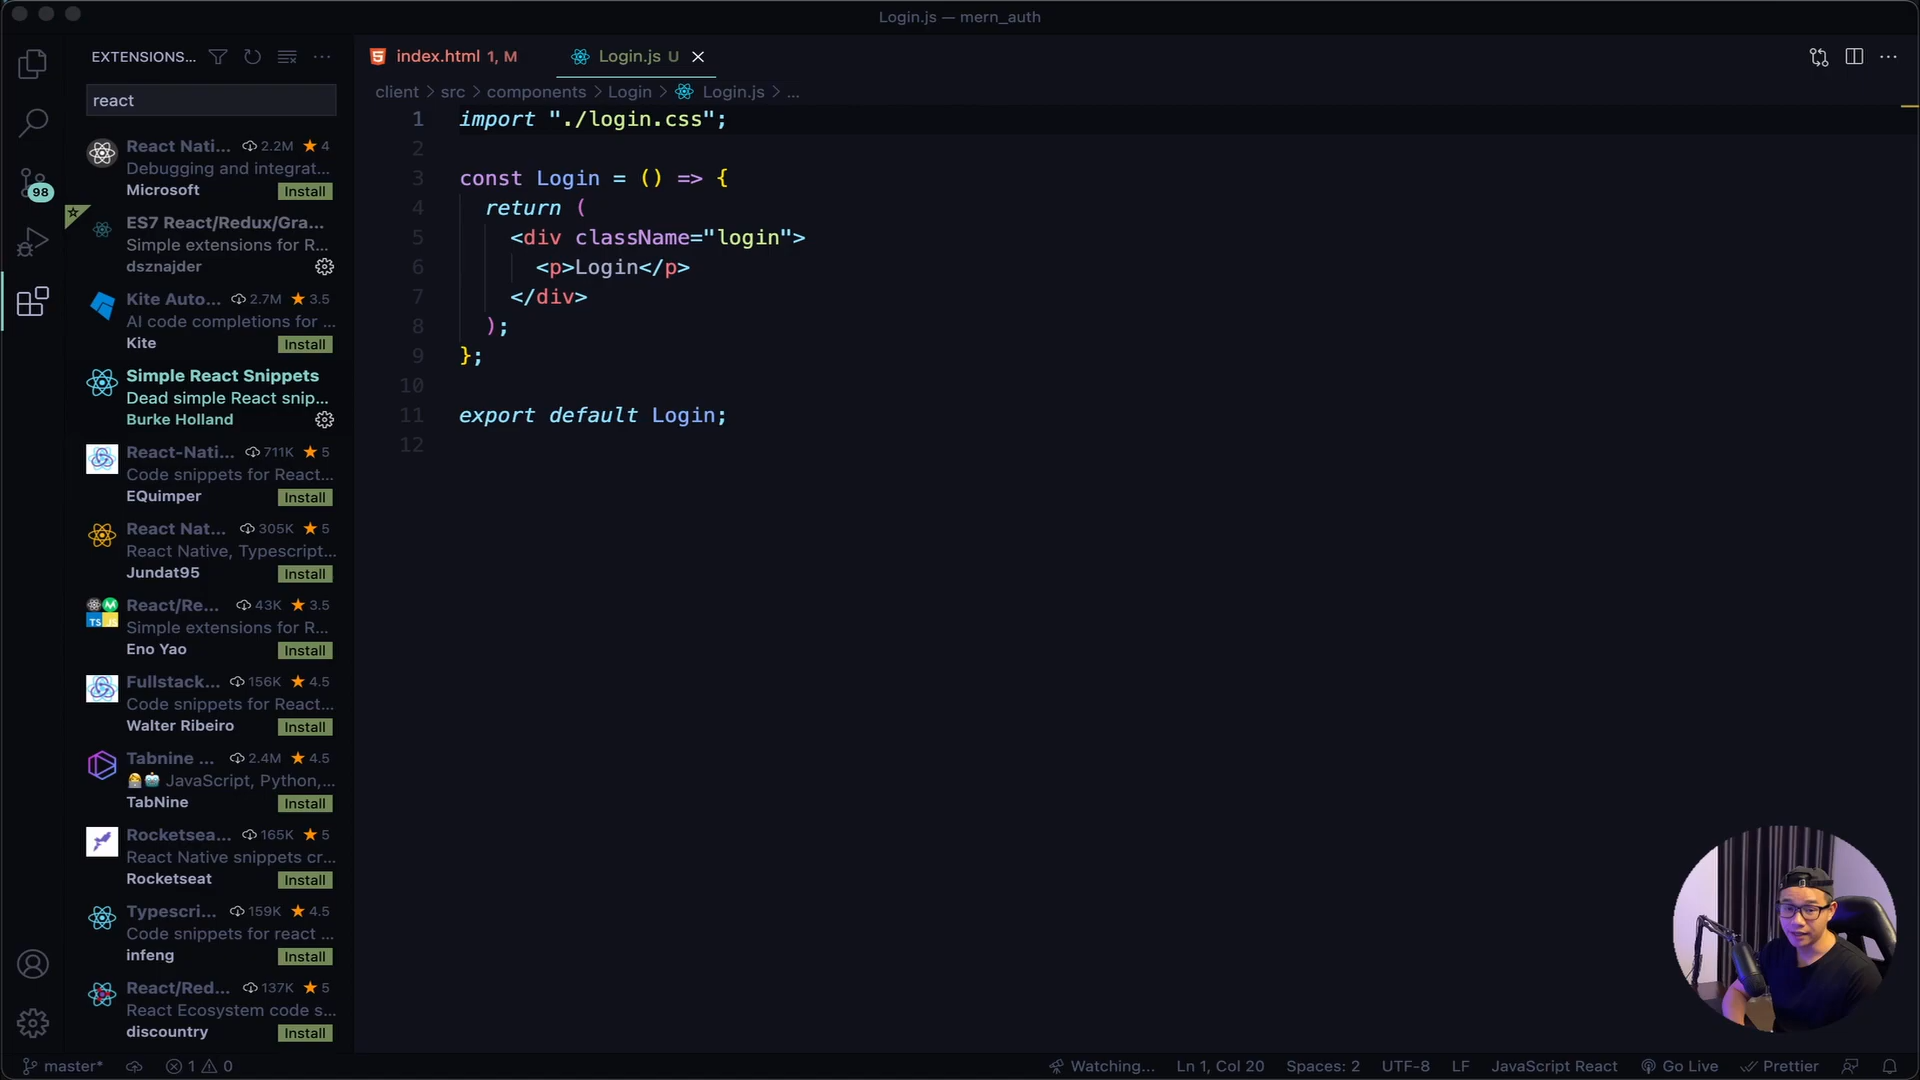 Login.js — mern_auth
EXTENSIONS...
react
React Nati... 2.2M 4
Debugging and integrat...
Microsoft Install
ES7 React/Redux/Gra...
Simple extensions for R...
dsznajder
Kite Auto... 2.7M 3.5
AI code completions for ...
Kite Install
Simple React Snippets
Dead simple React snip...
Burke Holland
React-Nati... 711K 5
Code snippets for React...
EQuimper Install
React Nat... 305K 5
React Native, Typescript...
Jundat95 Install
React/Re... 43K 3.5
Simple extensions for R...
Eno Yao Install
Fullstack... 156K 4.5
Code snippets for React...
Walter Ribeiro Install
Tabnine ... 2.4M 4.5
JavaScript, Python,...
TabNine Install
Rocketsea... 165K 5
React Native snippets cr...
Rocketseat Install
Typescri... 159K 4.5
Code snippets for react ...
infeng Install
React/Red... 137K 5
React Ecosystem code s...
discountry Install
98
index.html 1, M
Login.js U
client > src > components > Login > Login.js > ...
1 import "./login.css";
2
3 const Login = () => {
4 return (
5 <div className="login">
6 <p>Login</p>
7 </div>
8 );
9 };
10
11 export default Login;
12
master* 1 0
Watching... Ln 1, Col 20 Spaces: 2 UTF-8 LF JavaScript React Go Live Prettier